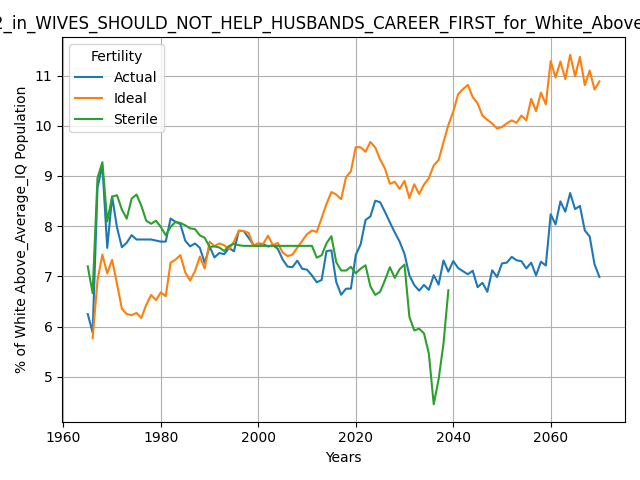 2_in_WIVES_SHOULD_NOT_HELP_HUSBANDS_CAREER_FIRST_for_White_Above
Fertility
Actual
Ideal
Sterile
% of White Above_Average_IQ Population
11
10
9
8
7
6
5
1960
1980
2000
2020
2040
2060
Years